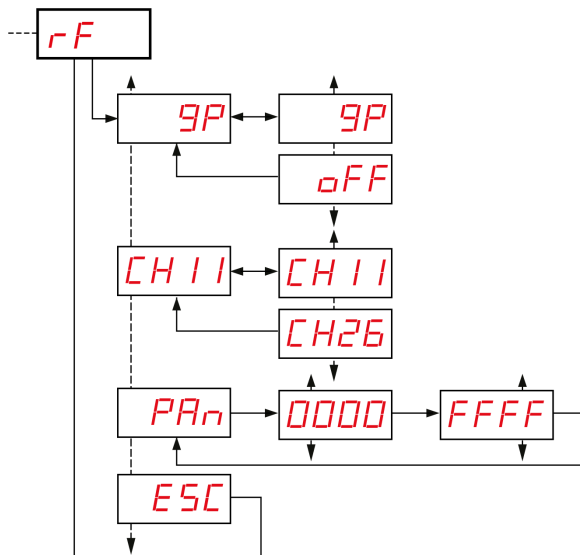 rF
gP gP
oFF
CH11 CH11
CH26
PAn 0000 FFFF
ESC